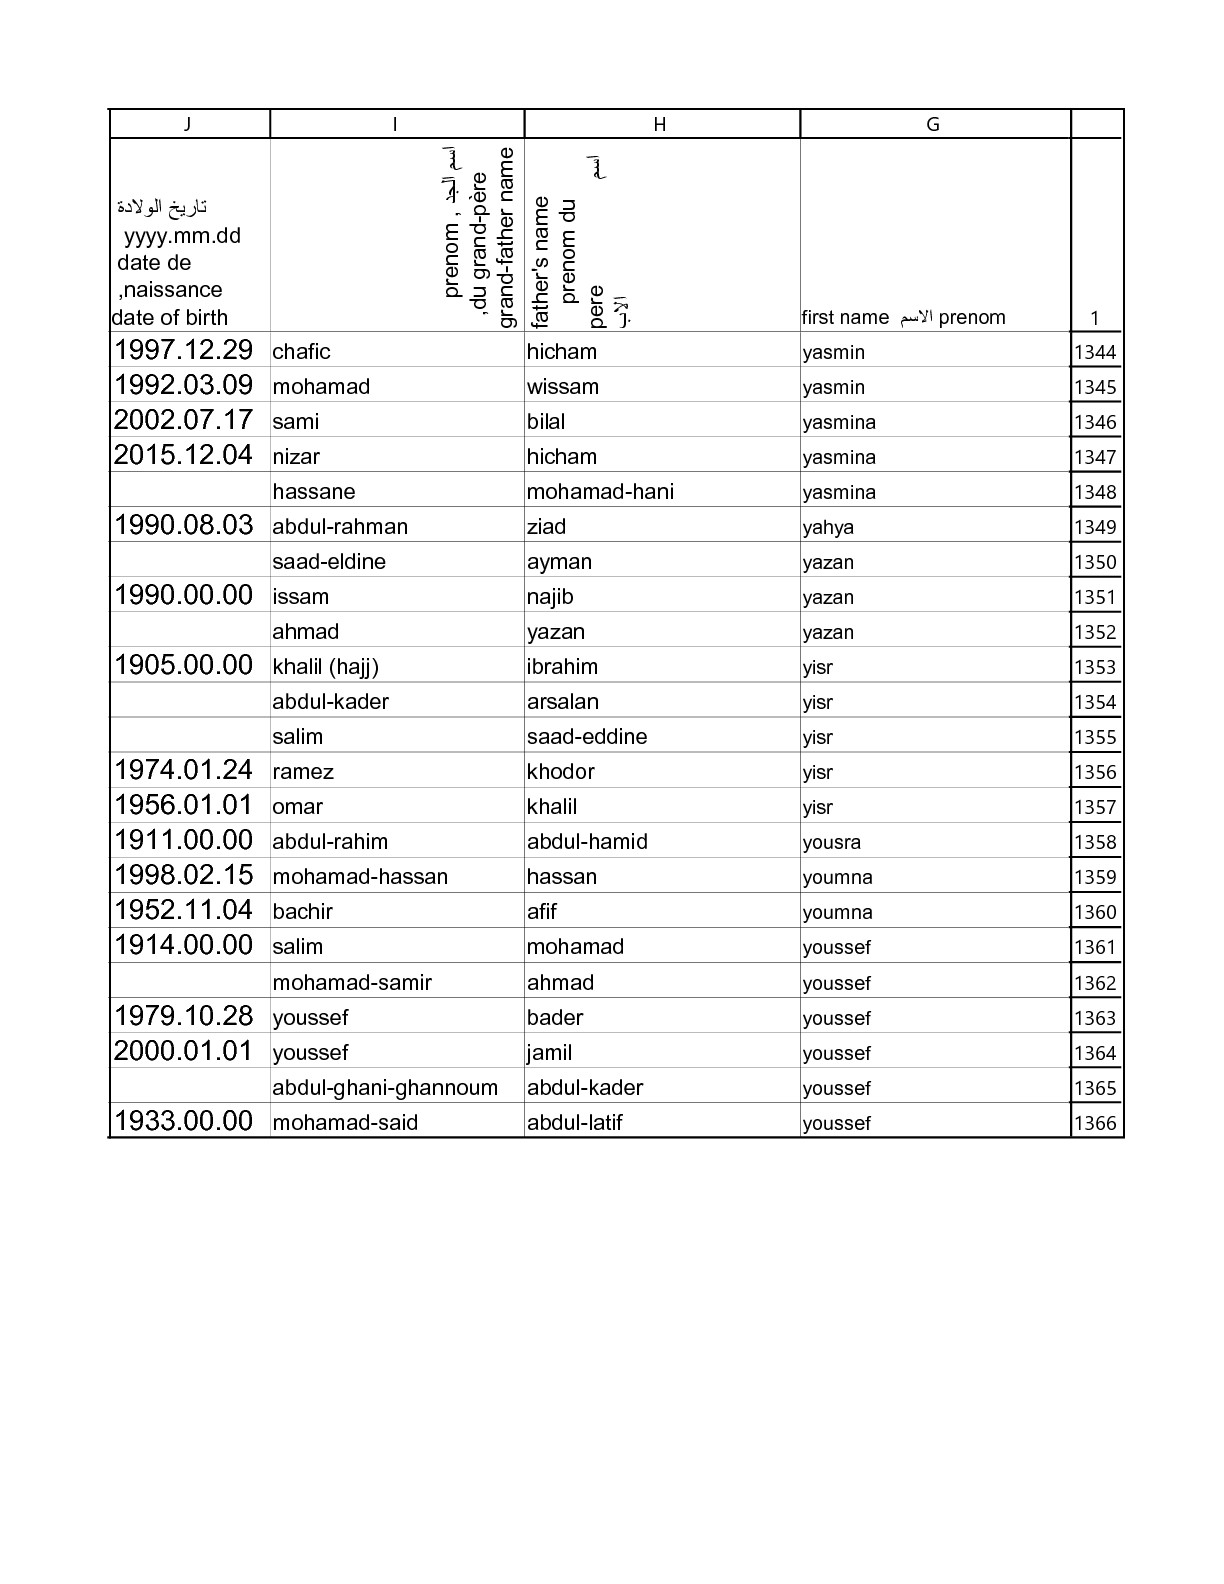 J I H G
تاريخ الولادة
yyyy.mm.dd
date de
,naissance
date of birth
اسم الجد , prenom
,du grand-père
grand-father name
father's name
prenom du
pere اسم
الاب
first name الاسم prenom 1
1997.12.29 chafic hicham yasmin 1344
1992.03.09 mohamad wissam yasmin 1345
2002.07.17 sami bilal yasmina 1346
2015.12.04 nizar hicham yasmina 1347
hassane mohamad-hani yasmina 1348
1990.08.03 abdul-rahman ziad yahya 1349
saad-eldine ayman yazan 1350
1990.00.00 issam najib yazan 1351
ahmad yazan yazan 1352
1905.00.00 khalil (hajj) ibrahim yisr 1353
abdul-kader arsalan yisr 1354
salim saad-eddine yisr 1355
1974.01.24 ramez khodor yisr 1356
1956.01.01 omar khalil yisr 1357
1911.00.00 abdul-rahim abdul-hamid yousra 1358
1998.02.15 mohamad-hassan hassan youmna 1359
1952.11.04 bachir afif youmna 1360
1914.00.00 salim mohamad youssef 1361
mohamad-samir ahmad youssef 1362
1979.10.28 youssef bader youssef 1363
2000.01.01 youssef jamil youssef 1364
abdul-ghani-ghannoum abdul-kader youssef 1365
1933.00.00 mohamad-said abdul-latif youssef 1366